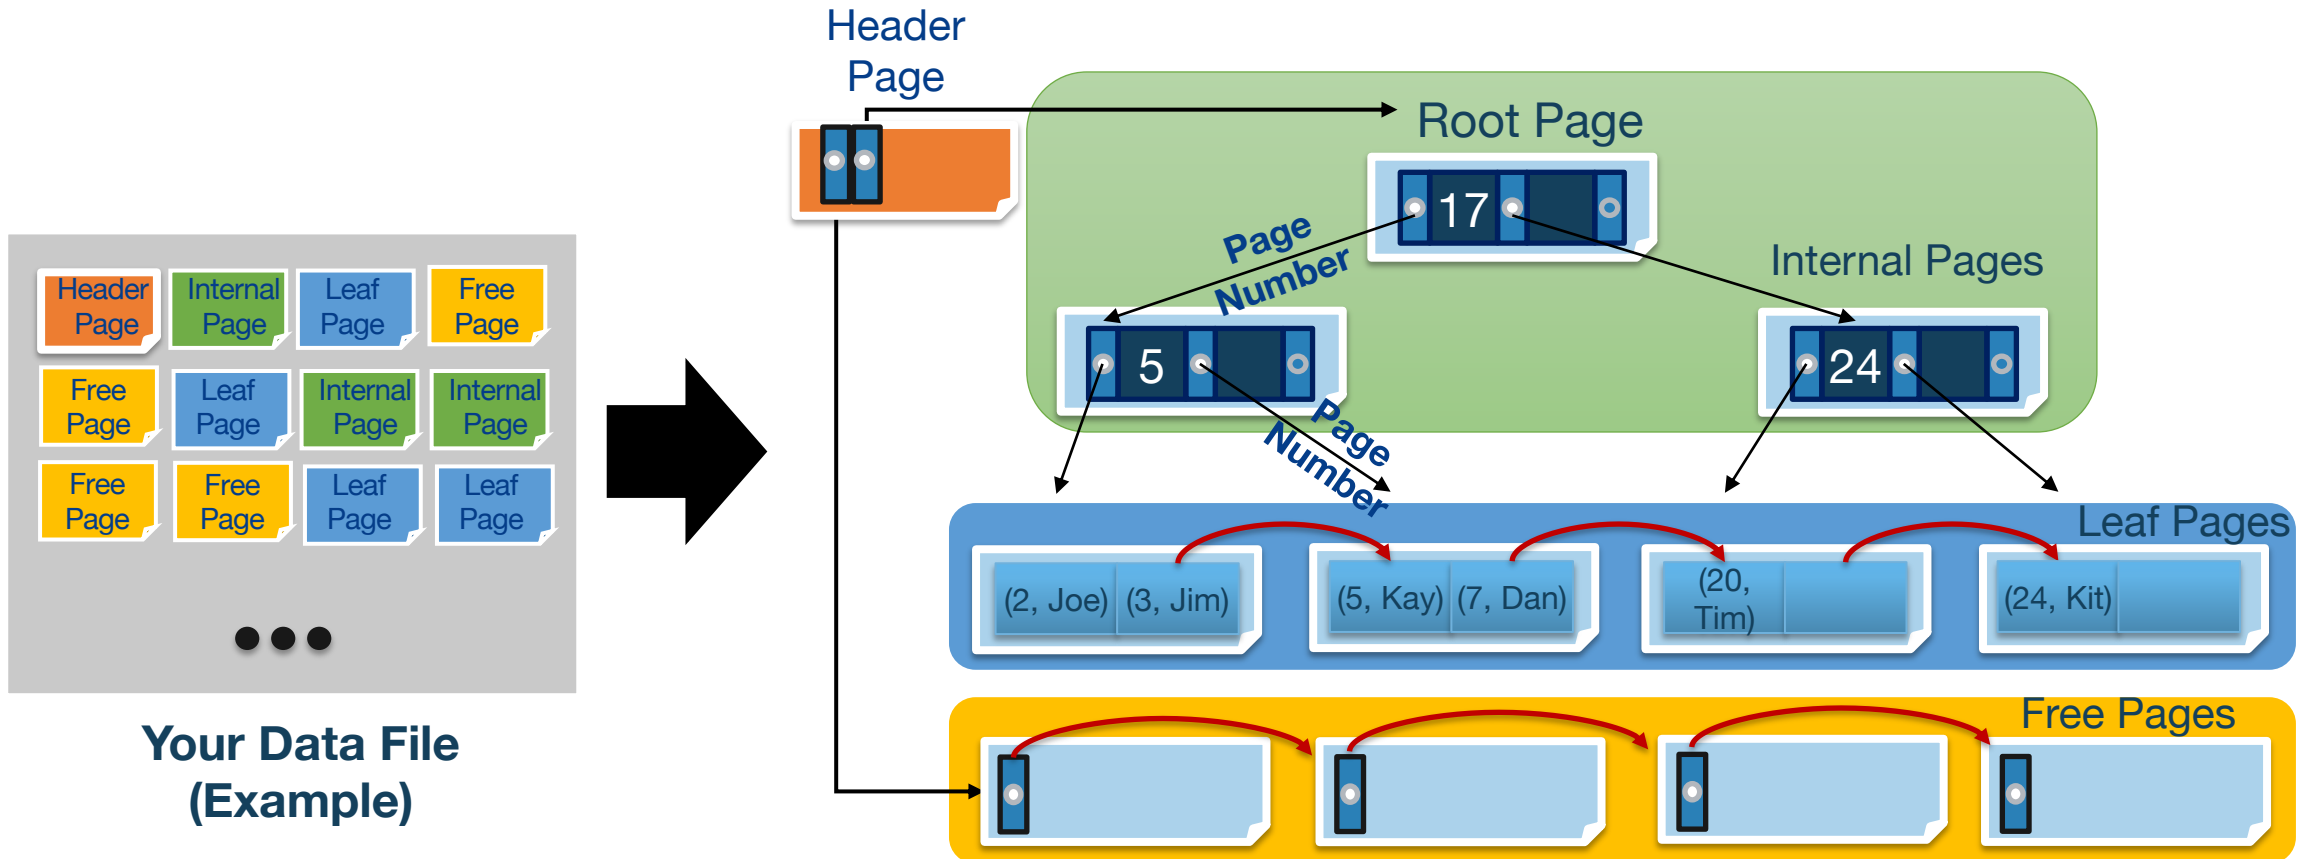 Header
Page
Root Page
17
Page
Number
Internal Pages
5
24
Page
Number
Header
Page
Internal
Page
Leaf
Page
Free
Page
Free
Page
Leaf
Page
Internal
Page
Internal
Page
Free
Page
Free
Page
Leaf
Page
Leaf
Page
Your Data File
(Example)
Leaf Pages
(2, Joe) (3, Jim)
(5, Kay) (7, Dan)
(20,
Tim)
(24, Kit)
Free Pages